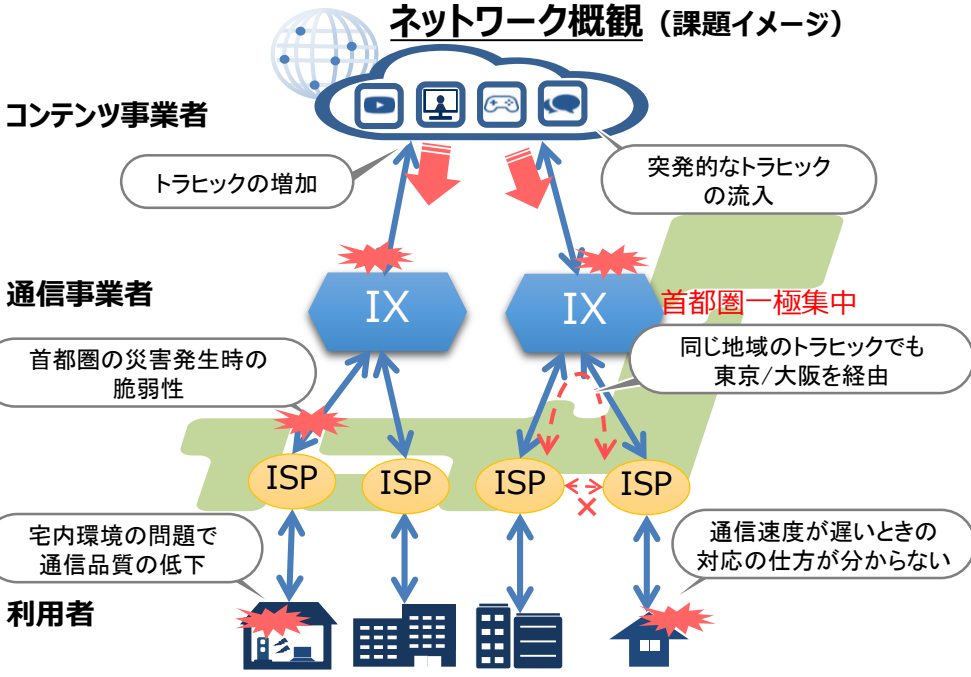 ネットワーク概観（課題イメージ）
コンテンツ事業者
トラヒックの増加
突発的なトラヒック
の流入
通信事業者
IX
IX
首都圏一極集中
首都圏の災害発生時の
脆弱性
同じ地域のトラヒックでも
東京/大阪を経由
ISP
ISP
ISP
ISP
宅内環境の問題で
通信品質の低下
通信速度が遅いときの
対応の仕方が分からない
利用者